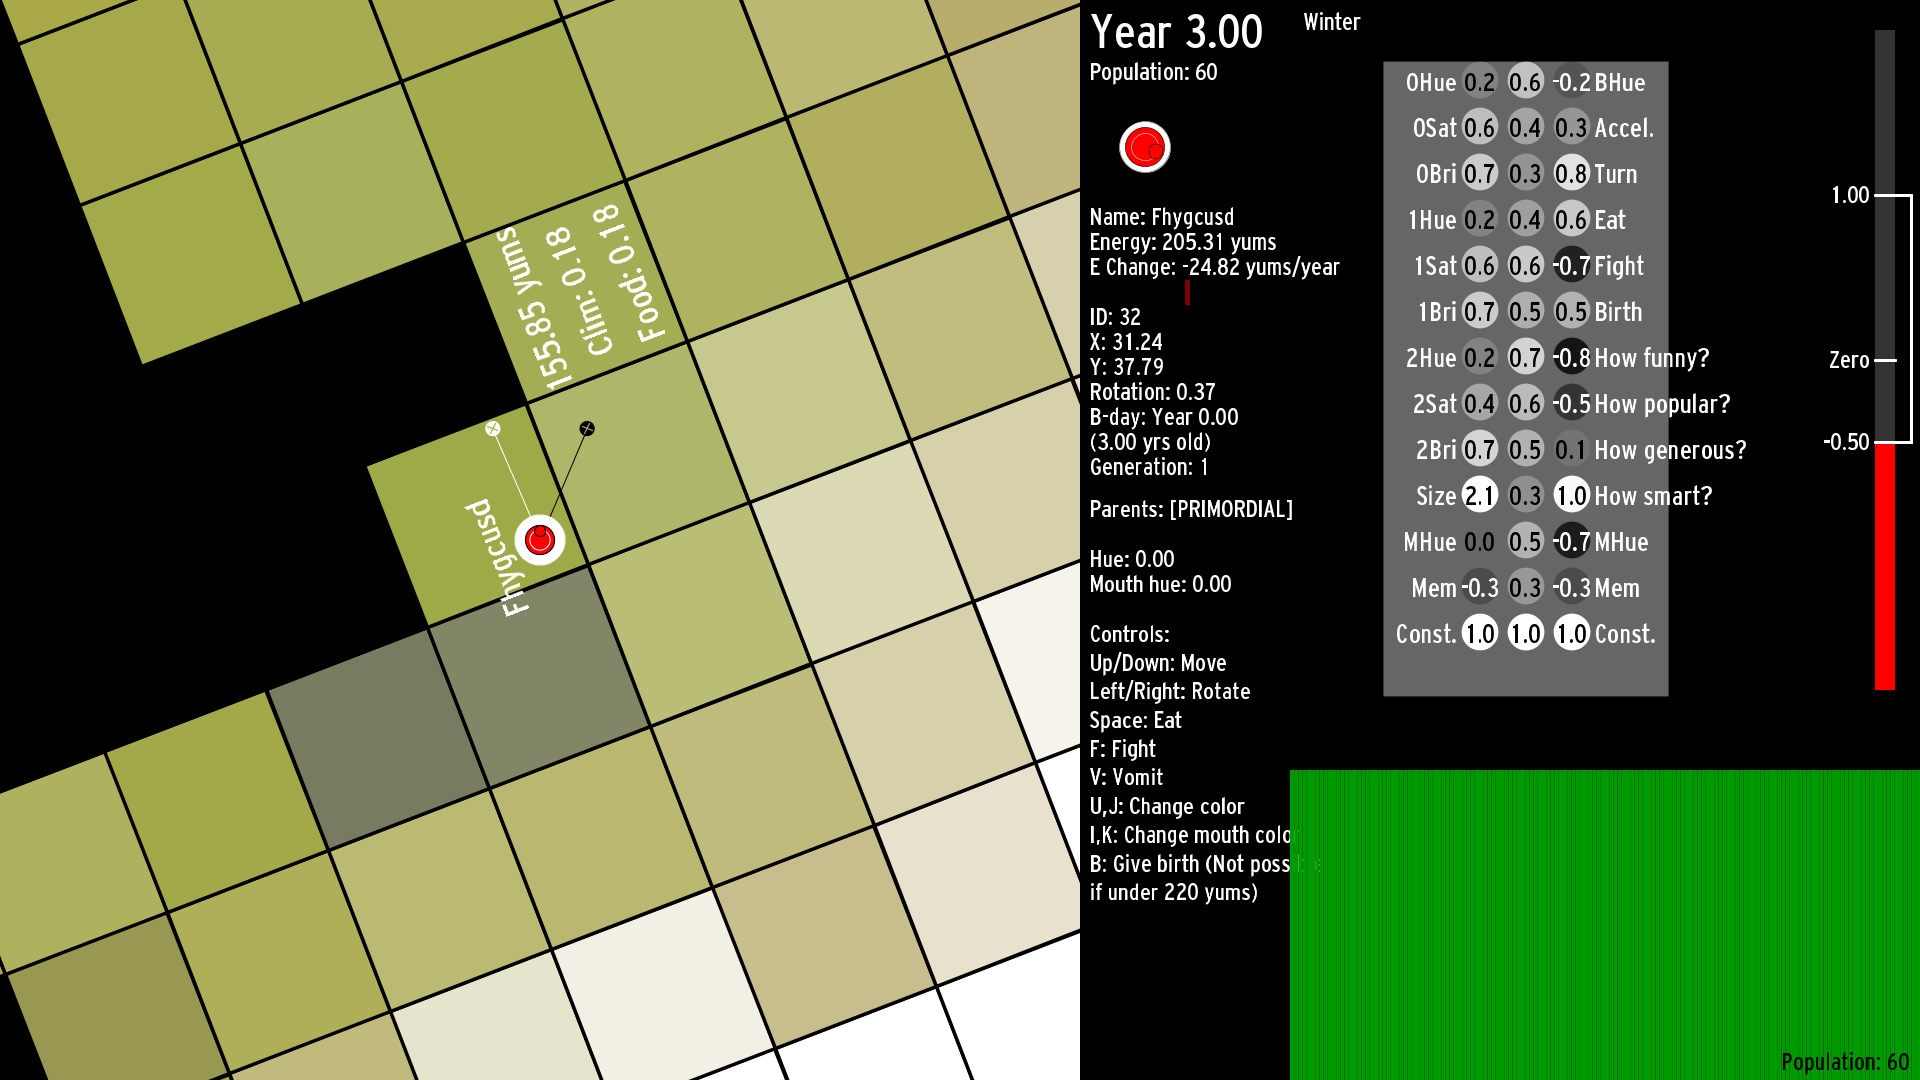 155.85 yums
Clim: 0.18
Food: 0.18
Fhygcusd
Year 3.00
Winter
Population: 60
Name: Fhygcusd
Energy: 205.31 yums
E Change: -24.82 yums/year
ID: 32
X: 31.24
Y: 37.79
Rotation: 0.37
B-day: Year 0.00
(3.00 yrs old)
Generation: 1
Parents: [PRIMORDIAL]
Hue: 0.00
Mouth hue: 0.00
Controls:
Up/Down: Move
Left/Right: Rotate
Space: Eat
F: Fight
V: Vomit
U,J: Change color
I,K: Change mouth color
B: Give birth (Not possible
if under 220 yums)
0Hue 0.2 0.6 -0.2 BHue
0Sat 0.6 0.4 0.3 Accel.
0Bri 0.7 0.3 0.8 Turn
1Hue 0.2 0.4 0.6 Eat
1Sat 0.6 0.6 -0.7 Fight
1Bri 0.7 0.5 0.5 Birth
2Hue 0.2 0.7 -0.8 How funny?
2Sat 0.4 0.6 -0.5 How popular?
2Bri 0.7 0.5 0.1 How generous?
Size 2.1 0.3 1.0 How smart?
MHue 0.0 0.5 -0.7 MHue
Mem -0.3 0.3 -0.3 Mem
Const. 1.0 1.0 1.0 Const.
1.00
Zero
-0.50
Population: 60